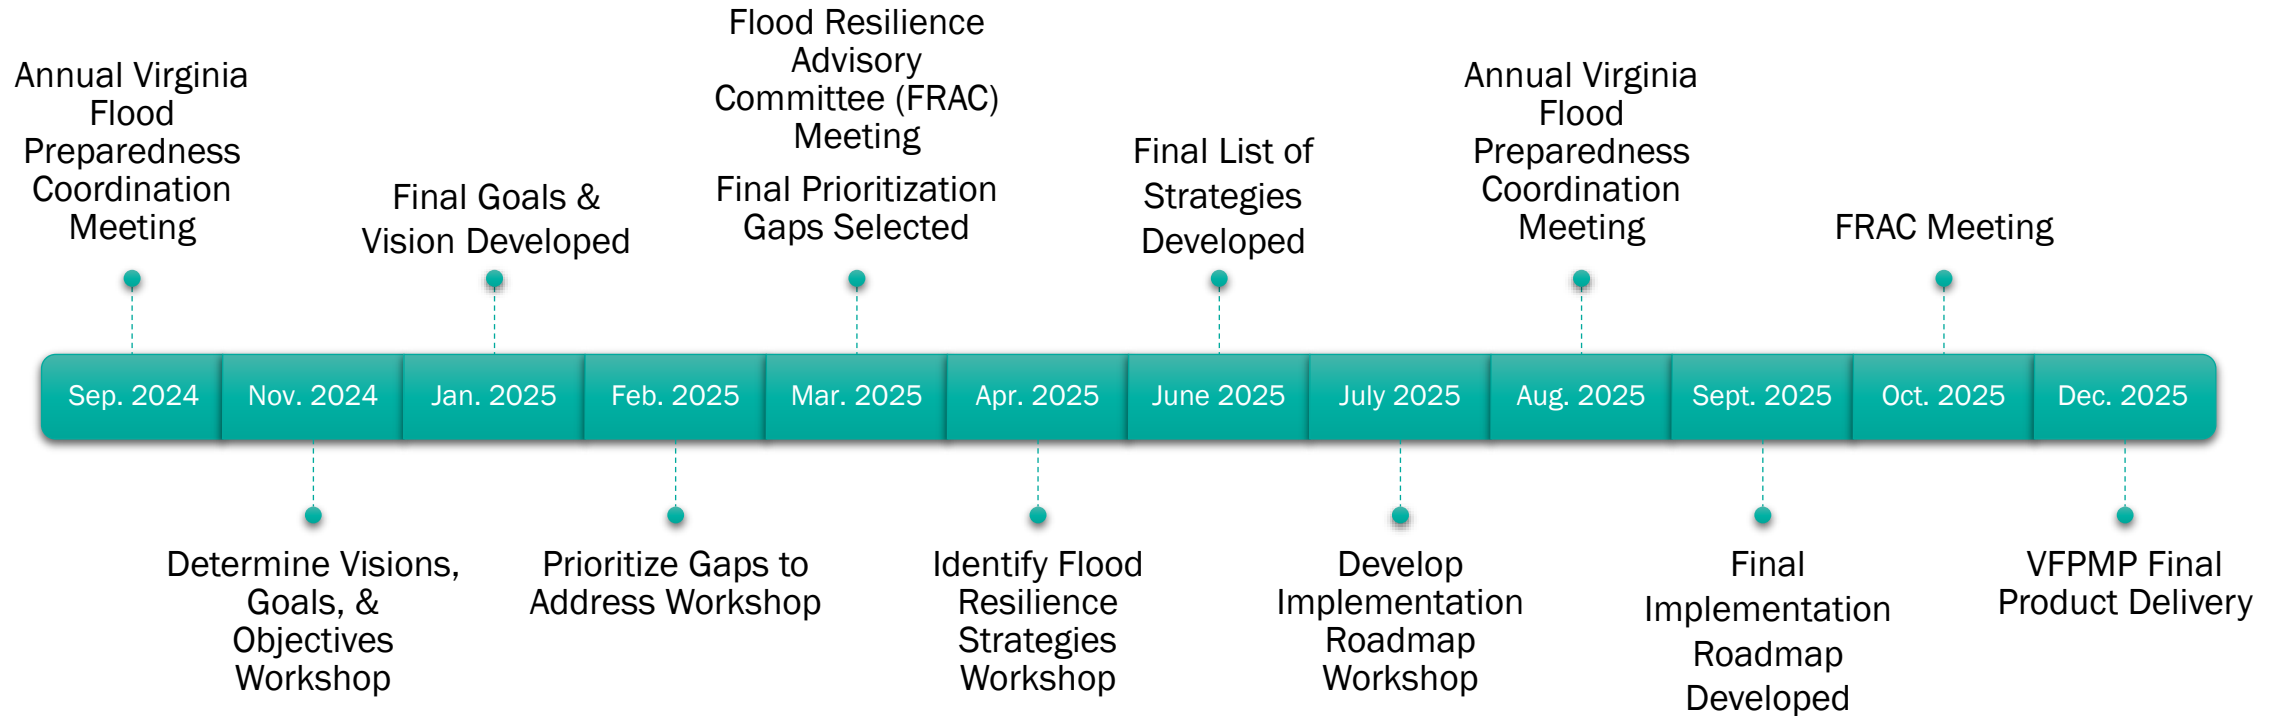 Annual Virginia
Flood
Preparedness
Coordination
Meeting
Final Goals &
Vision Developed
Flood Resilience
Advisory
Committee (FRAC)
Meeting
Final Prioritization
Gaps Selected
Final List of
Strategies
Developed
Annual Virginia
Flood
Preparedness
Coordination
Meeting
FRAC Meeting
Sep. 2024
Nov. 2024
Jan. 2025
Feb. 2025
Mar. 2025
Apr. 2025
June 2025
July 2025
Aug. 2025
Sept. 2025
Oct. 2025
Dec. 2025
Determine Visions,
Goals, &
Objectives
Workshop
Prioritize Gaps to
Address Workshop
Identify Flood
Resilience
Strategies
Workshop
Develop
Implementation
Roadmap
Workshop
Final
Implementation
Roadmap
Developed
VFPMP Final
Product Delivery